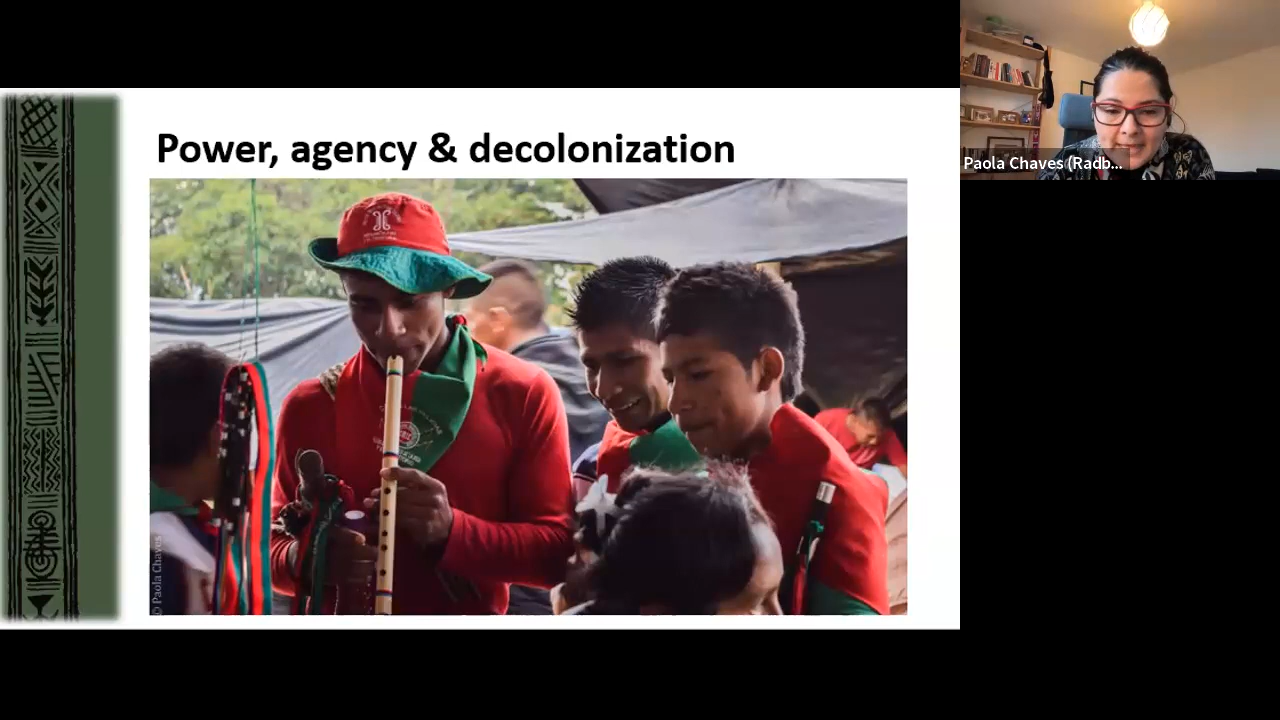 Power, agency & decolonization
Paola Chaves (Radb...
© Paola Chaves